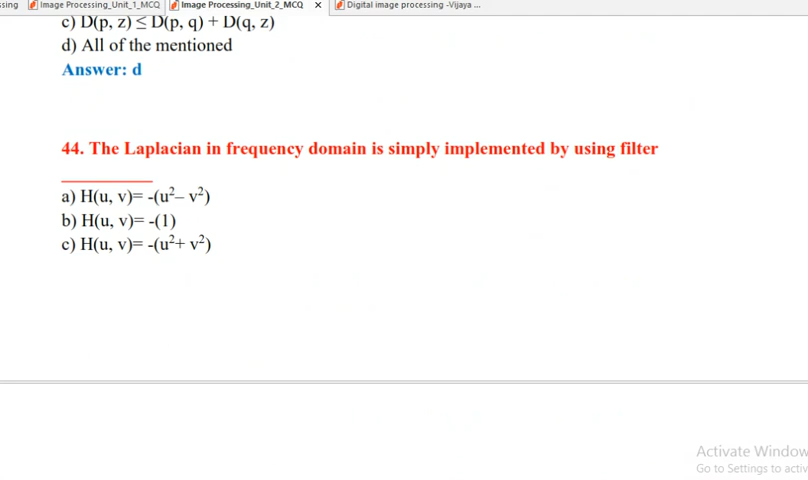 ssing Image Processing_Unit_1_MCQ Image Processing_Unit_2_MCQ × Digital image processing -Vijaya ...
c) D(p, z) ≤ D(p, q) + D(q, z)
d) All of the mentioned
Answer: d
44. The Laplacian in frequency domain is simply implemented by using filter
__________
a) H(u, v)= -(u²– v²)
b) H(u, v)= -(1)
c) H(u, v)= -(u²+ v²)
Activate Window
Go to Settings to activ